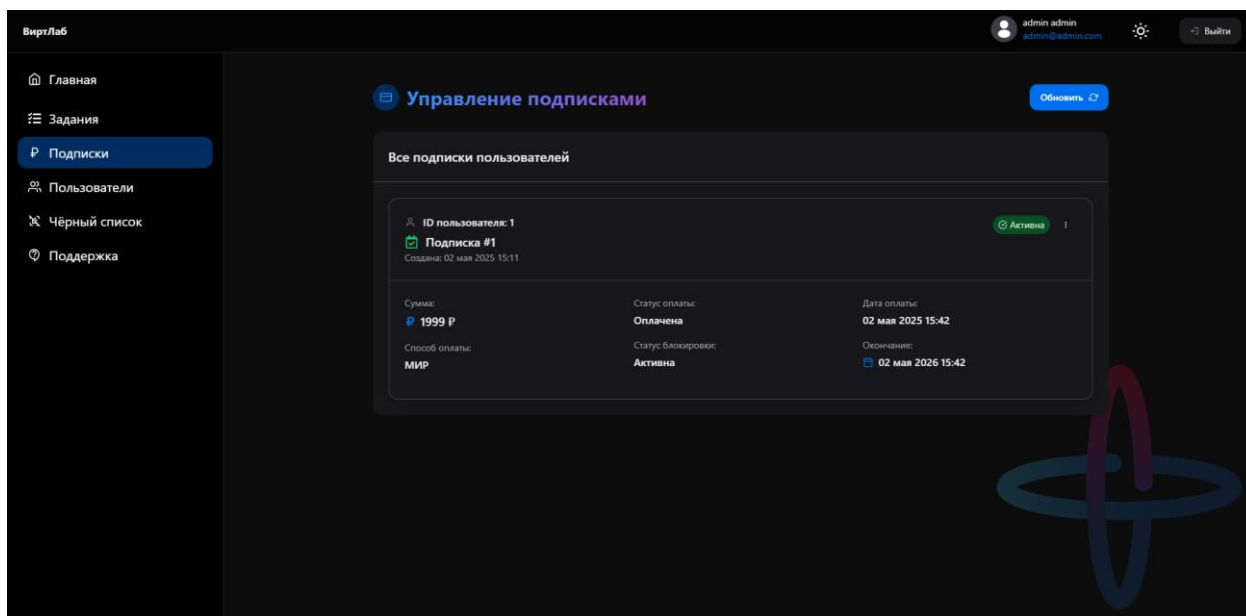 ВиртЛаб
admin admin
admin@admin.com
Выйти
Главная
Задания
Подписки
Пользователи
Чёрный список
Поддержка
Управление подписками
Обновить
Все подписки пользователей
ID пользователя: 1
Активна
Подписка #1
Создана: 02 мая 2025 15:11
Сумма:
₽ 1999 ₽
Статус оплаты:
Оплачена
Дата оплаты:
02 мая 2025 15:42
Способ оплаты:
МИР
Статус блокировки:
Активна
Окончание:
02 мая 2026 15:42